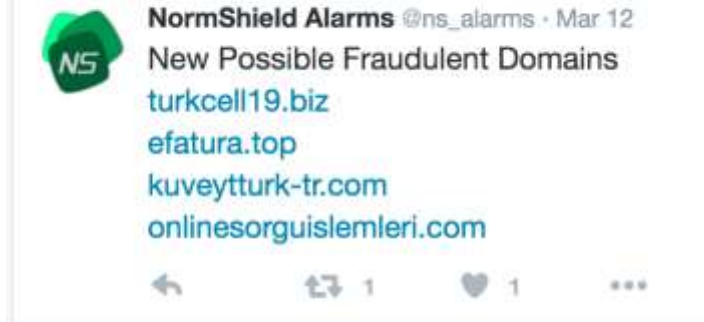 NormShield Alarms @ns_alarms · Mar 12
NS
New Possible Fraudulent Domains
turkcell19.biz
efatura.top
kuveytturk-tr.com
onlinesorguislemleri.com
1 1